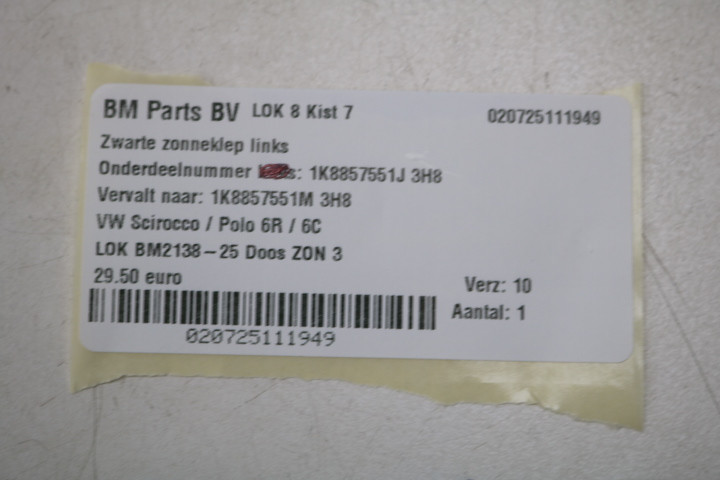 BM Parts BV LOK 8 Kist 7 020725111949
Zwarte zonneklep links
Onderdeelnummer : 1K8857551J 3H8
Vervalt naar: 1K8857551M 3H8
VW Scirocco / Polo 6R / 6C
LOK BM2138-25 Doos ZON 3
29.50 euro
Verz: 10
Aantal: 1
020725111949